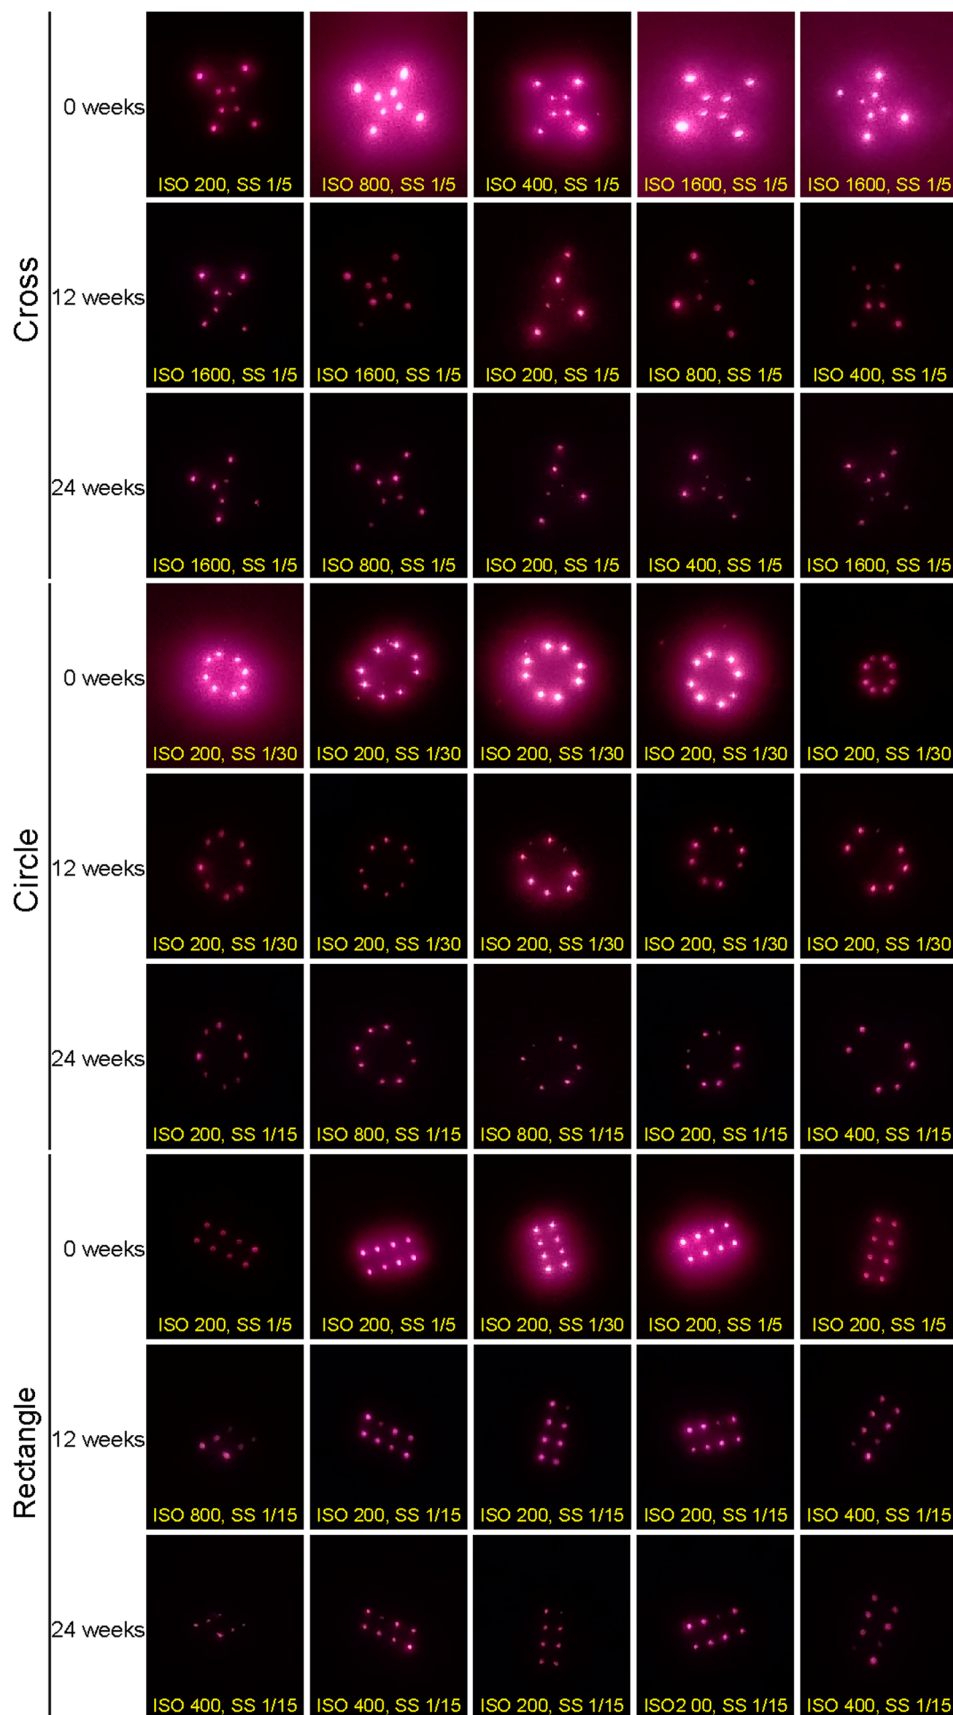 Cross
0 weeks
ISO 200, SS 1/5
ISO 800, SS 1/5
ISO 400, SS 1/5
ISO 1600, SS 1/5
ISO 1600, SS 1/5
12 weeks
ISO 1600, SS 1/5
ISO 1600, SS 1/5
ISO 200, SS 1/5
ISO 800, SS 1/5
ISO 400, SS 1/5
24 weeks
ISO 1600, SS 1/5
ISO 800, SS 1/5
ISO 200, SS 1/5
ISO 400, SS 1/5
ISO 1600, SS 1/5
Circle
0 weeks
ISO 200, SS 1/30
ISO 200, SS 1/30
ISO 200, SS 1/30
ISO 200, SS 1/30
ISO 200, SS 1/30
12 weeks
ISO 200, SS 1/30
ISO 200, SS 1/30
ISO 200, SS 1/30
ISO 200, SS 1/30
ISO 200, SS 1/30
24 weeks
ISO 200, SS 1/15
ISO 800, SS 1/15
ISO 800, SS 1/15
ISO 200, SS 1/15
ISO 400, SS 1/15
Rectangle
0 weeks
ISO 200, SS 1/5
ISO 200, SS 1/5
ISO 200, SS 1/30
ISO 200, SS 1/5
ISO 200, SS 1/5
12 weeks
ISO 800, SS 1/15
ISO 200, SS 1/15
ISO 200, SS 1/15
ISO 200, SS 1/15
ISO 400, SS 1/15
24 weeks
ISO 400, SS 1/15
ISO 400, SS 1/15
ISO 200, SS 1/15
ISO2 00, SS 1/15
ISO 400, SS 1/15